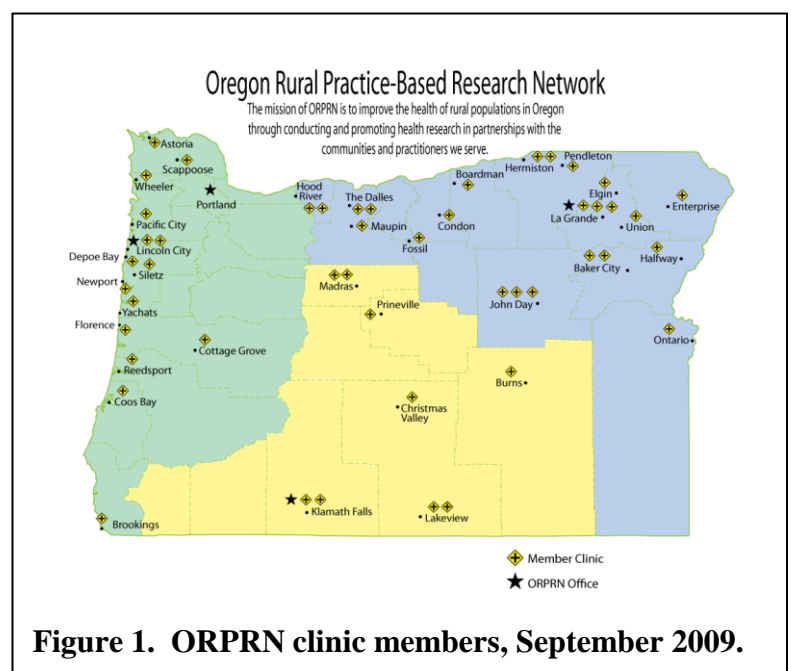 Oregon Rural Practice-Based Research Network
The mission of ORPRN is to improve the health of rural populations in Oregon
through conducting and promoting health research in partnerships with the
communities and practitioners we serve.
Astoria
Scappoose
Wheeler
Portland
Pacific City
Lincoln City
Depoe Bay
Siletz
Newport
Yachats
Florence
Cottage Grove
Reedsport
Coos Bay
Brookings
Hood
River
The Dalles
Maupin
Boardman
Condon
Fossil
Hermiston
Pendleton
Elgin
La Grande
Union
Enterprise
Halfway
Baker City
John Day
Ontario
Madras
Prineville
Burns
Christmas
Valley
Klamath Falls
Lakeview
Member Clinic
ORPRN Office
Figure 1. ORPRN clinic members, September 2009.